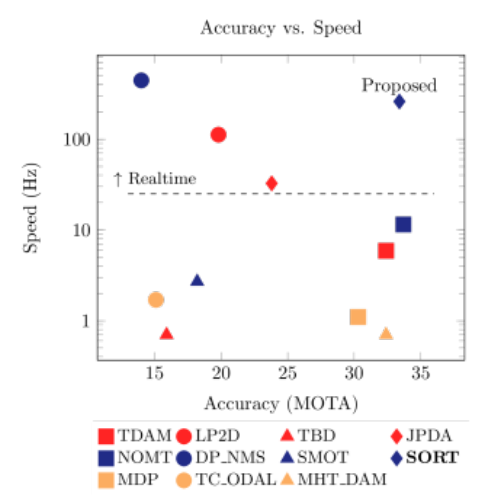 Accuracy vs. Speed
Proposed
100
↑ Realtime
10
1
Speed (Hz)
15 20 25 30 35
Accuracy (MOTA)
TDAM LP2D TBD JPDA
NOMT DP_NMS SMOT SORT
MDP TC_ODAL MHT_DAM